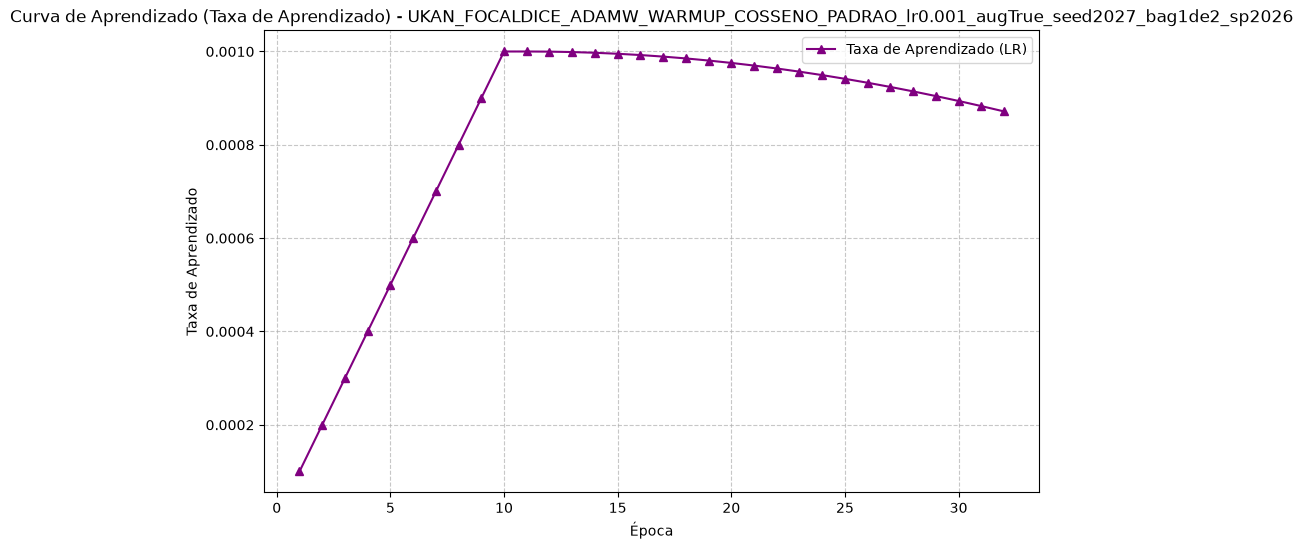 Curva de Aprendizado (Taxa de Aprendizado) - UKAN_FOCALDICE_ADAMW_WARMUP_COSSENO_PADRAO_lr0.001_augTrue_seed2027_bag1de2_sp2026
Taxa de Aprendizado (LR)
0.0010
0.0008
0.0006
0.0004
0.0002
Taxa de Aprendizado
0 5 10 15 20 25 30
Época